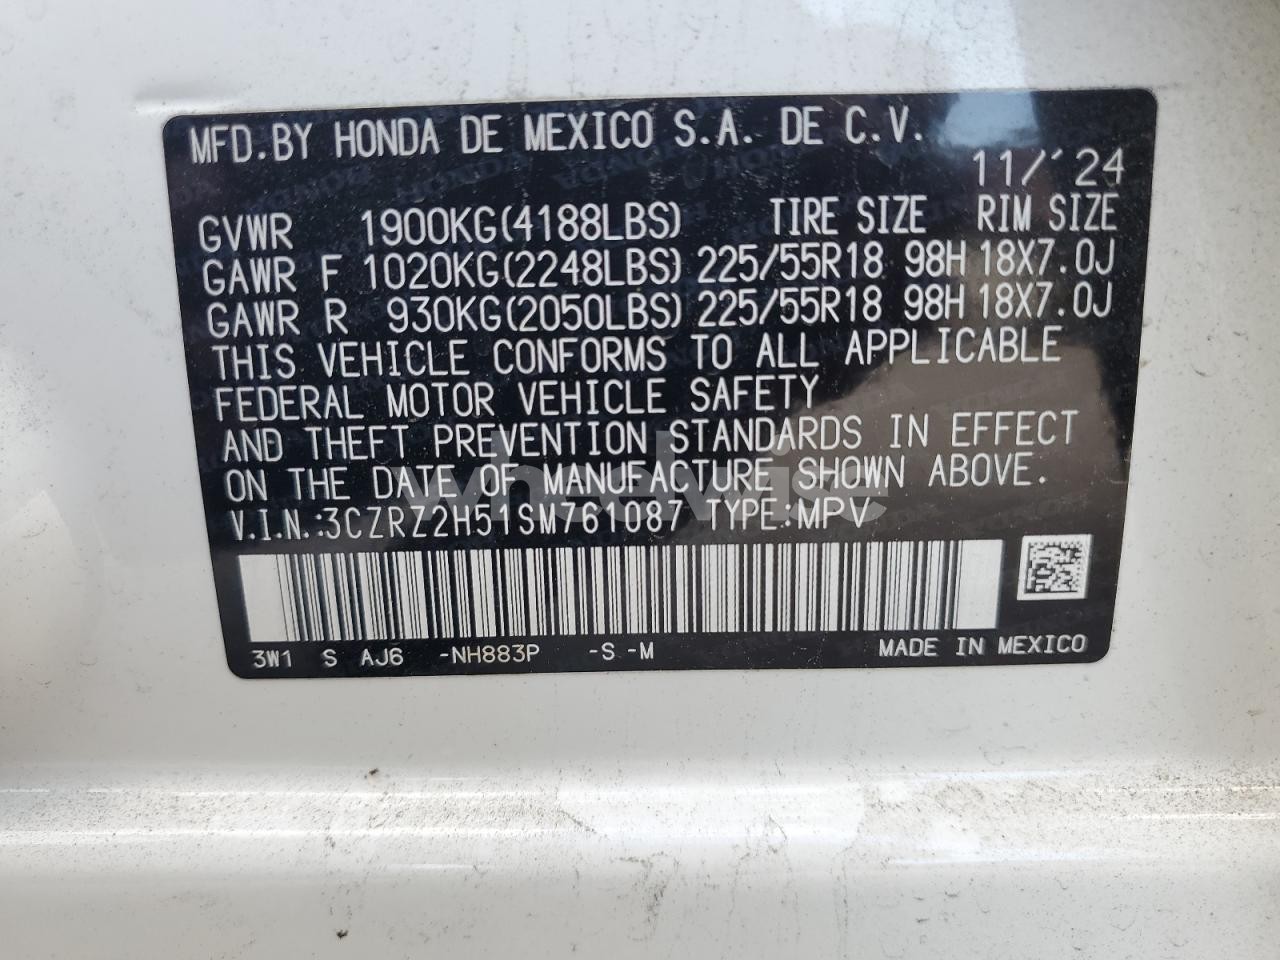 MFD.BY HONDA DE MEXICO S.A. DE C.V.
11/'24
GVWR 1900KG(4188LBS) TIRE SIZE RIM SIZE
GAWR F 1020KG(2248LBS) 225/55R18 98H 18X7.0J
GAWR R 930KG(2050LBS) 225/55R18 98H 18X7.0J
THIS VEHICLE CONFORMS TO ALL APPLICABLE
FEDERAL MOTOR VEHICLE SAFETY
AND THEFT PREVENTION STANDARDS IN EFFECT
ON THE DATE OF MANUFACTURE SHOWN ABOVE.
V.I.N.:3CZRZ2H51SM761087 TYPE:MPV
wheelwise
3W1 S AJ6 -NH883P -S -M MADE IN MEXICO